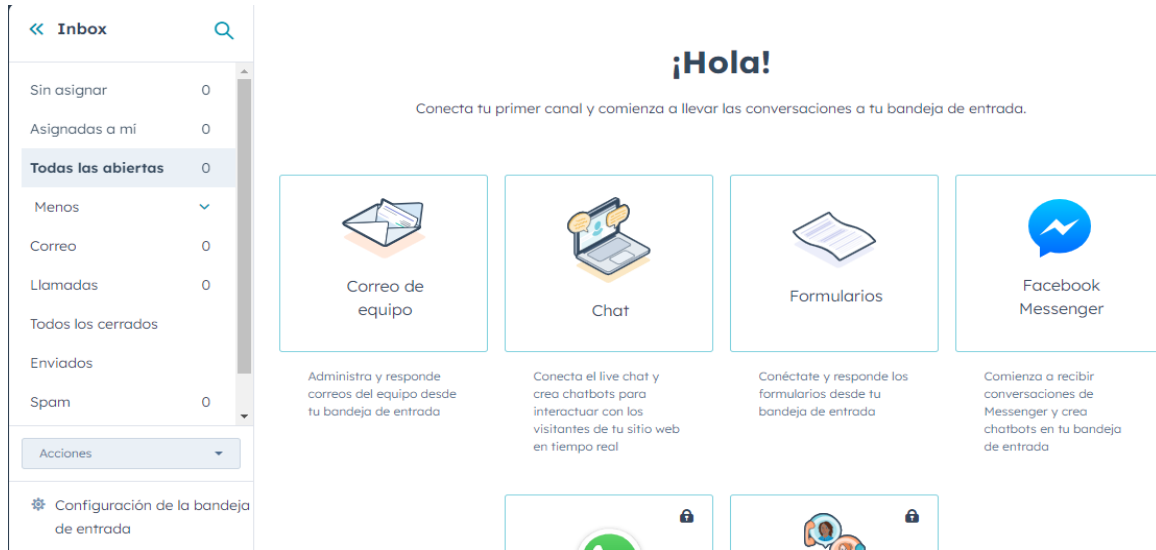 Inbox
Sin asignar 0
Asignadas a mí 0
Todas las abiertas 0
Menos
Correo 0
Llamadas 0
Todos los cerrados
Enviados
Spam 0
Acciones
Configuración de la bandeja
de entrada
¡Hola!
Conecta tu primer canal y comienza a llevar las conversaciones a tu bandeja de entrada.
Correo de
equipo
Administra y responde
correos del equipo desde
tu bandeja de entrada
Chat
Conecta el live chat y
crea chatbots para
interactuar con los
visitantes de tu sitio web
en tiempo real
Formularios
Conéctate y responde los
formularios desde tu
bandeja de entrada
Facebook
Messenger
Comienza a recibir
conversaciones de
Messenger y crea
chatbots en tu bandeja
de entrada